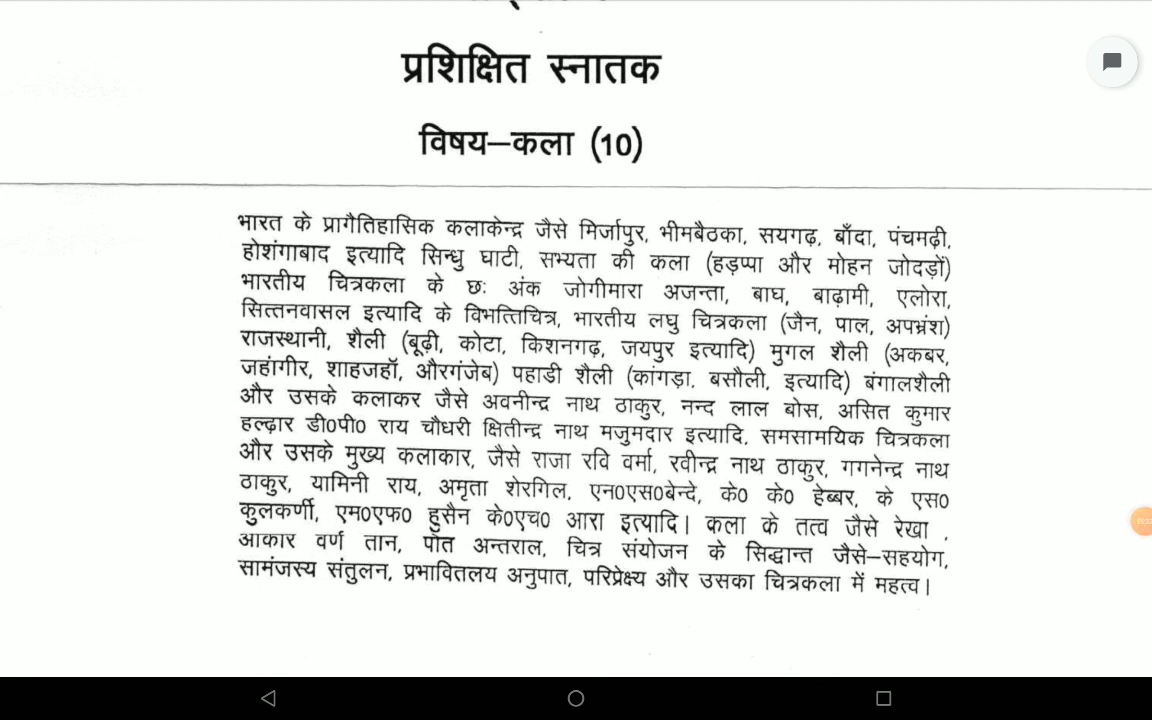 प्रशिक्षित स्नातक
विषय–कला (10)
भारत के प्रागैतिहासिक कलाकेन्द्र जैसे मिर्जापुर, भीमबैठका, सयगढ़, बाँदा, पंचमढ़ी,
होशंगाबाद इत्यादि सिन्धु घाटी, सभ्यता की कला (हड़प्पा और मोहन जोदड़ों)
भारतीय चित्रकला के छः अंक जोगीमारा अजन्ता, बाघ, बाढ़ामी, एलोरा,
सित्तनवासल इत्यादि के विभत्तिचित्र, भारतीय लघु चित्रकला (जैन, पाल, अपभ्रंश)
राजस्थानी, शैली (बूढ़ी, कोटा, किशनगढ़, जयपुर इत्यादि) मुगल शैली (अकबर,
जहांगीर, शाहजहॉ, औरगंजेब) पहाडी शैली (कांगड़ा, बसौली, इत्यादि) बंगालशैली
और उसके कलाकर जैसे अवनीन्द्र नाथ ठाकुर, नन्द लाल बोस, असित कुमार
हल्ढ़ार डी0पी0 राय चौधरी क्षितीन्द्र नाथ मजुमदार इत्यादि, समसामयिक चित्रकला
और उसके मुख्य कलाकार, जैसे राजा रवि वर्मा, रवीन्द्र नाथ ठाकुर, गगनेन्द्र नाथ
ठाकुर, यामिनी राय, अमृता शेरगिल, एन0एस0बेन्दे, के0 के0 हेब्बर, के एस0
कुलकर्णी, एम0एफ0 हुसैन के0एच0 आरा इत्यादि। कला के तत्व जैसे रेखा ,
आकार वर्ण तान, पॉत अन्तराल, चित्र संयोजन के सिद्धान्त जैसे–सहयोग,
सामंजस्य संतुलन, प्रभावितलय अनुपात, परिप्रेक्ष्य और उसका चित्रकला में महत्व।